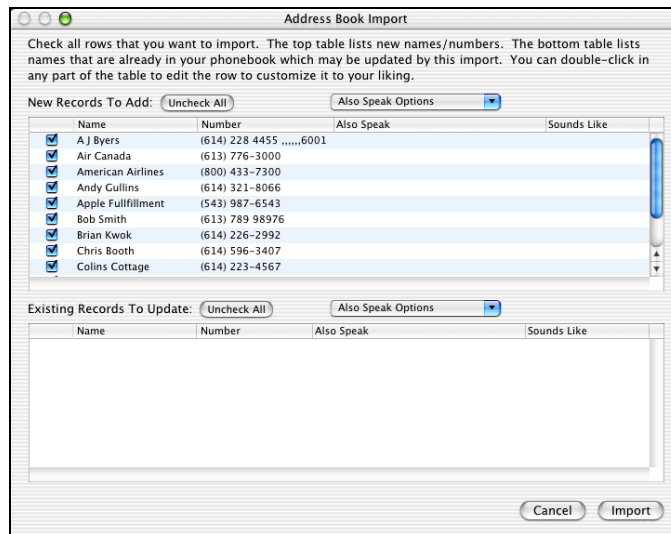 Address Book Import
Check all rows that you want to import. The top table lists new names/numbers. The bottom table lists
names that are already in your phonebook which may be updated by this import. You can double-click in
any part of the table to edit the row to customize it to your liking.
New Records To Add: Uncheck All Also Speak Options
Name Number Also Speak Sounds Like
A J Byers (614) 228 4455 ,,,,,,6001
Air Canada (613) 776-3000
American Airlines (800) 433-7300
Andy Gullins (614) 321-8066
Apple Fullfillment (543) 987-6543
Bob Smith (613) 789 98976
Brian Kwok (614) 226-2992
Chris Booth (614) 596-3407
Colins Cottage (614) 223-4567
Existing Records To Update: Uncheck All Also Speak Options
Name Number Also Speak Sounds Like
Cancel Import